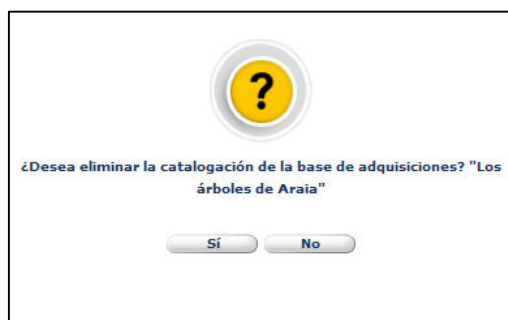 ?
¿Desea eliminar la catalogación de la base de adquisiciones? "Los
árboles de Araia"
Sí No